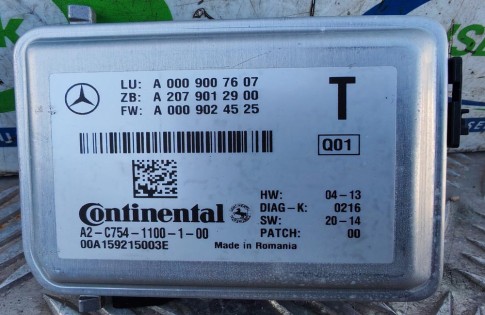 LU: A 000 900 76 07
ZB: A 207 901 29 00
FW: A 000 902 45 25
T
Q01
Continental
A2-C754-1100-1-00
00A159215003E
HW: 04-13
DIAG-K: 0216
SW: 20-14
PATCH: 00
Made in Romania